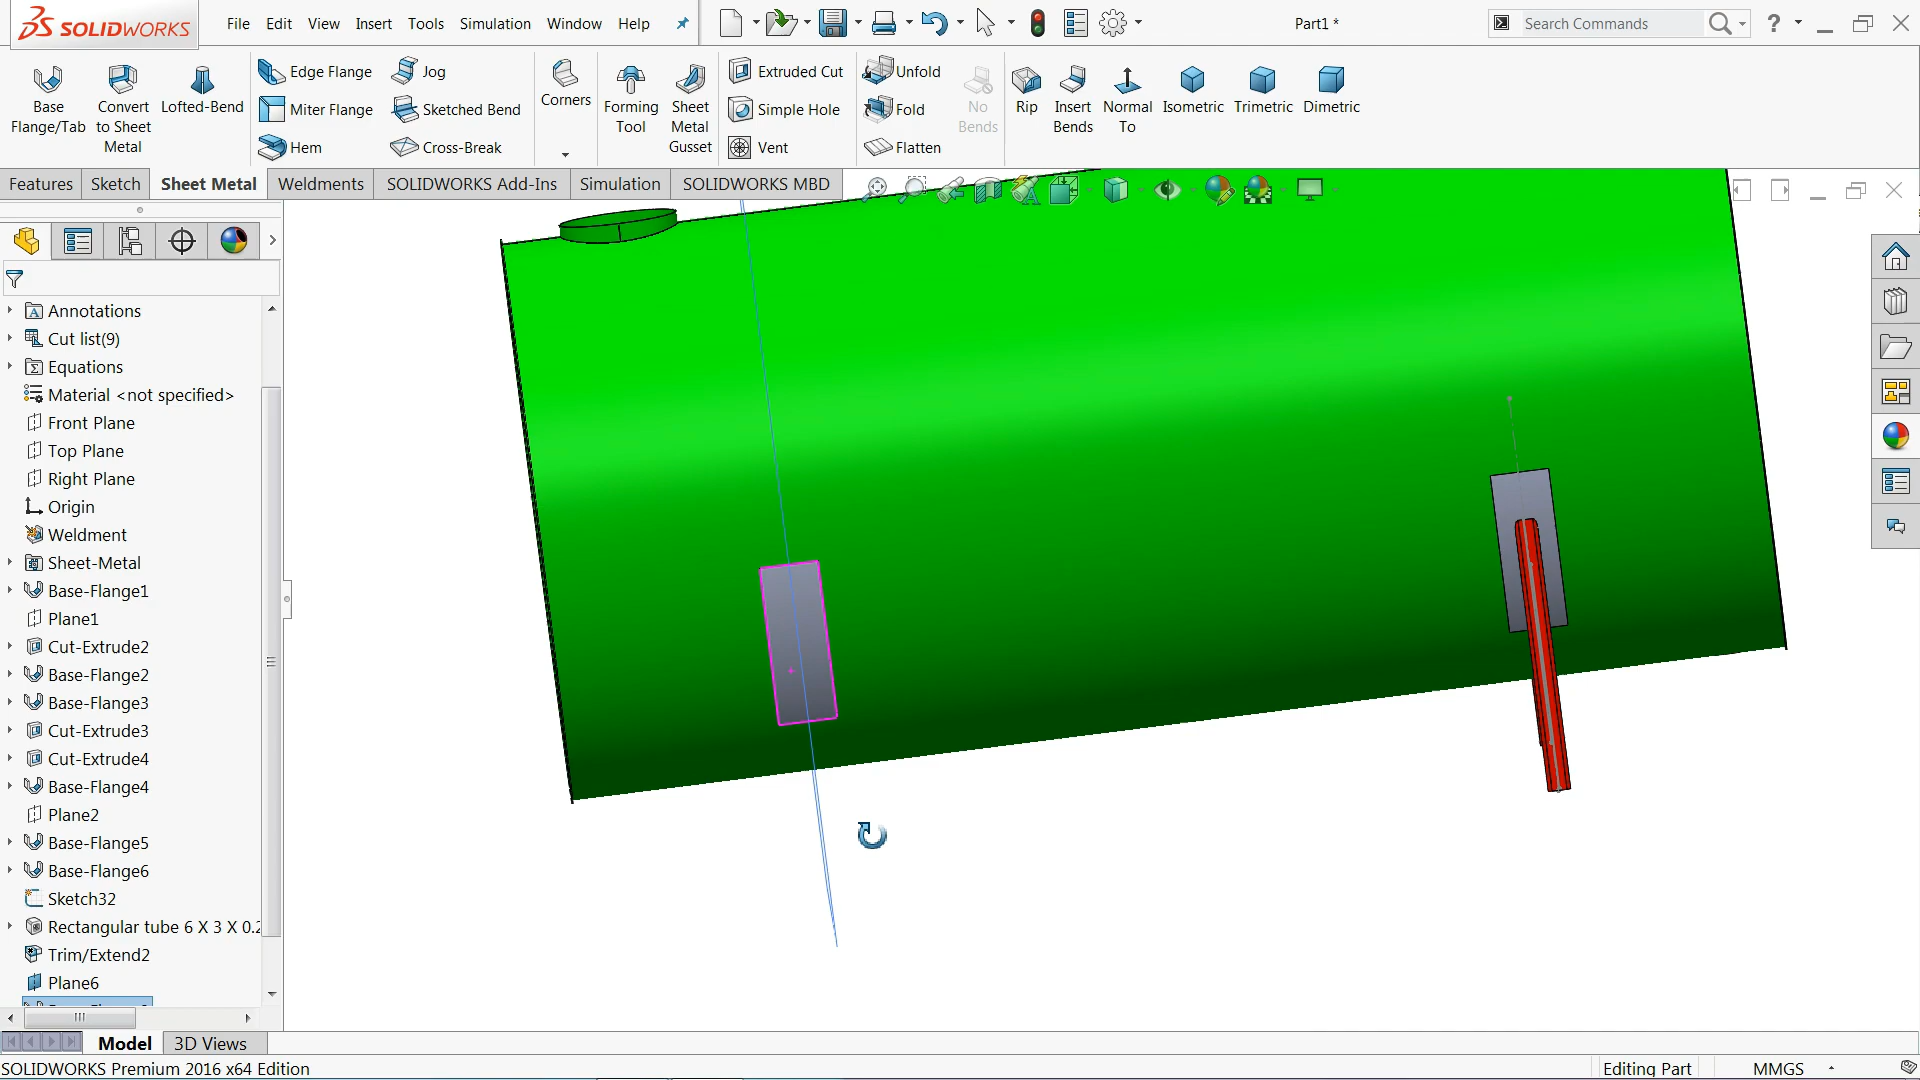 SOLIDWORKS
File Edit View Insert Tools Simulation Window Help
Part1 *
Search Commands
?
Base Flange/Tab
Convert to Sheet Metal
Lofted-Bend
Edge Flange
Miter Flange
Hem
Jog
Sketched Bend
Cross-Break
Corners
Forming Tool
Sheet Metal Gusset
Extruded Cut
Simple Hole
Vent
Unfold
Fold
Flatten
No Bends
Rip
Insert Bends
Normal To
Isometric
Trimetric
Dimetric
Features Sketch Sheet Metal Weldments SOLIDWORKS Add-Ins Simulation SOLIDWORKS MBD
Annotations
Cut list(9)
Equations
Material <not specified>
Front Plane
Top Plane
Right Plane
Origin
Weldment
Sheet-Metal
Base-Flange1
Plane1
Cut-Extrude2
Base-Flange2
Base-Flange3
Cut-Extrude3
Cut-Extrude4
Base-Flange4
Plane2
Base-Flange5
Base-Flange6
Sketch32
Rectangular tube 6 X 3 X 0.2
Trim/Extend2
Plane6
Model 3D Views
SOLIDWORKS Premium 2016 x64 Edition
Editing Part
MMGS